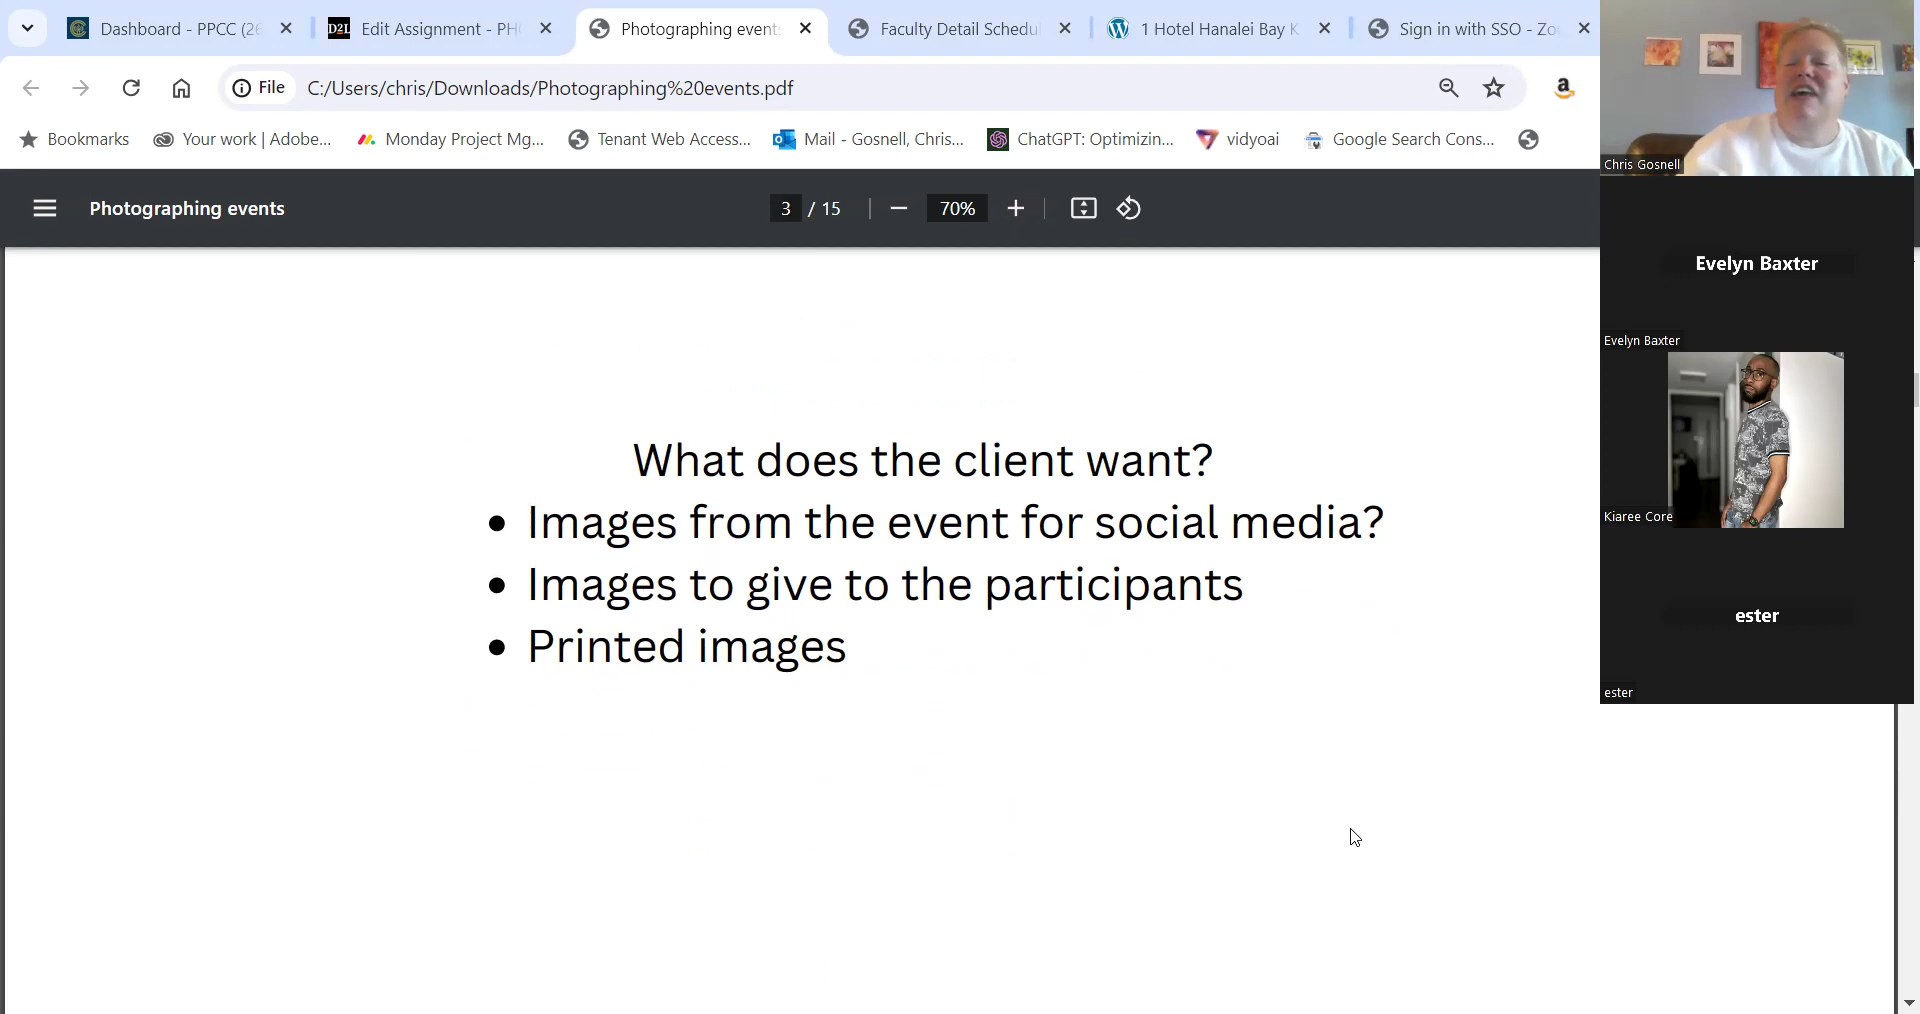 Dashboard - PPCC (26
Edit Assignment - PHO
Photographing events
Faculty Detail Schedul
1 Hotel Hanalei Bay K
Sign in with SSO - Zo
File
C:/Users/chris/Downloads/Photographing%20events.pdf
Bookmarks
Your work | Adobe...
Monday Project Mg...
Tenant Web Access...
Mail - Gosnell, Chris...
ChatGPT: Optimizin...
vidyoai
Google Search Cons...
Photographing events
3 / 15
70%
What does the client want?
• Images from the event for social media?
• Images to give to the participants
• Printed images
Chris Gosnell
Evelyn Baxter
Evelyn Baxter
Kiaree Core
ester
ester